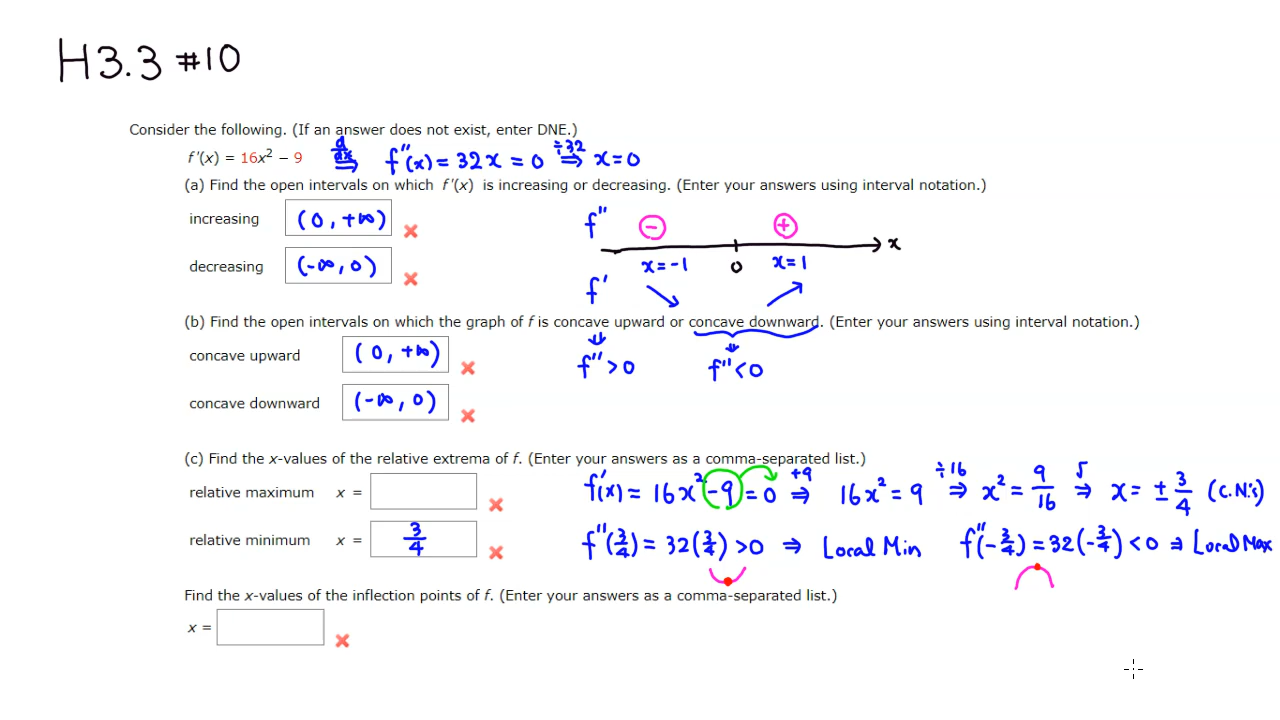 H3.3 #10
Consider the following. (If an answer does not exist, enter DNE.)
f'(x) = 16x² − 9 d/dx ⇒ f''(x) = 32x = 0 ÷32 ⇒ x=0
(a) Find the open intervals on which f'(x) is increasing or decreasing. (Enter your answers using interval notation.)
increasing (0, +∞)
decreasing (-∞, 0)
f'' − + x
x=-1 0 x=1
f'
(b) Find the open intervals on which the graph of f is concave upward or concave downward. (Enter your answers using interval notation.)
concave upward (0, +∞) f''>0 f''<0
concave downward (-∞, 0)
(c) Find the x-values of the relative extrema of f. (Enter your answers as a comma-separated list.)
relative maximum x = f'(x) = 16x² -9 = 0 +9 ⇒ 16x² = 9 ÷16 ⇒ x² = 9/16 √ ⇒ x = ± 3/4 (C.N.'s)
relative minimum x = 3/4 f''(3/4) = 32(3/4) >0 ⇒ Local Min f''(-3/4) = 32(-3/4) <0 ⇒ Local Max
Find the x-values of the inflection points of f. (Enter your answers as a comma-separated list.)
x =